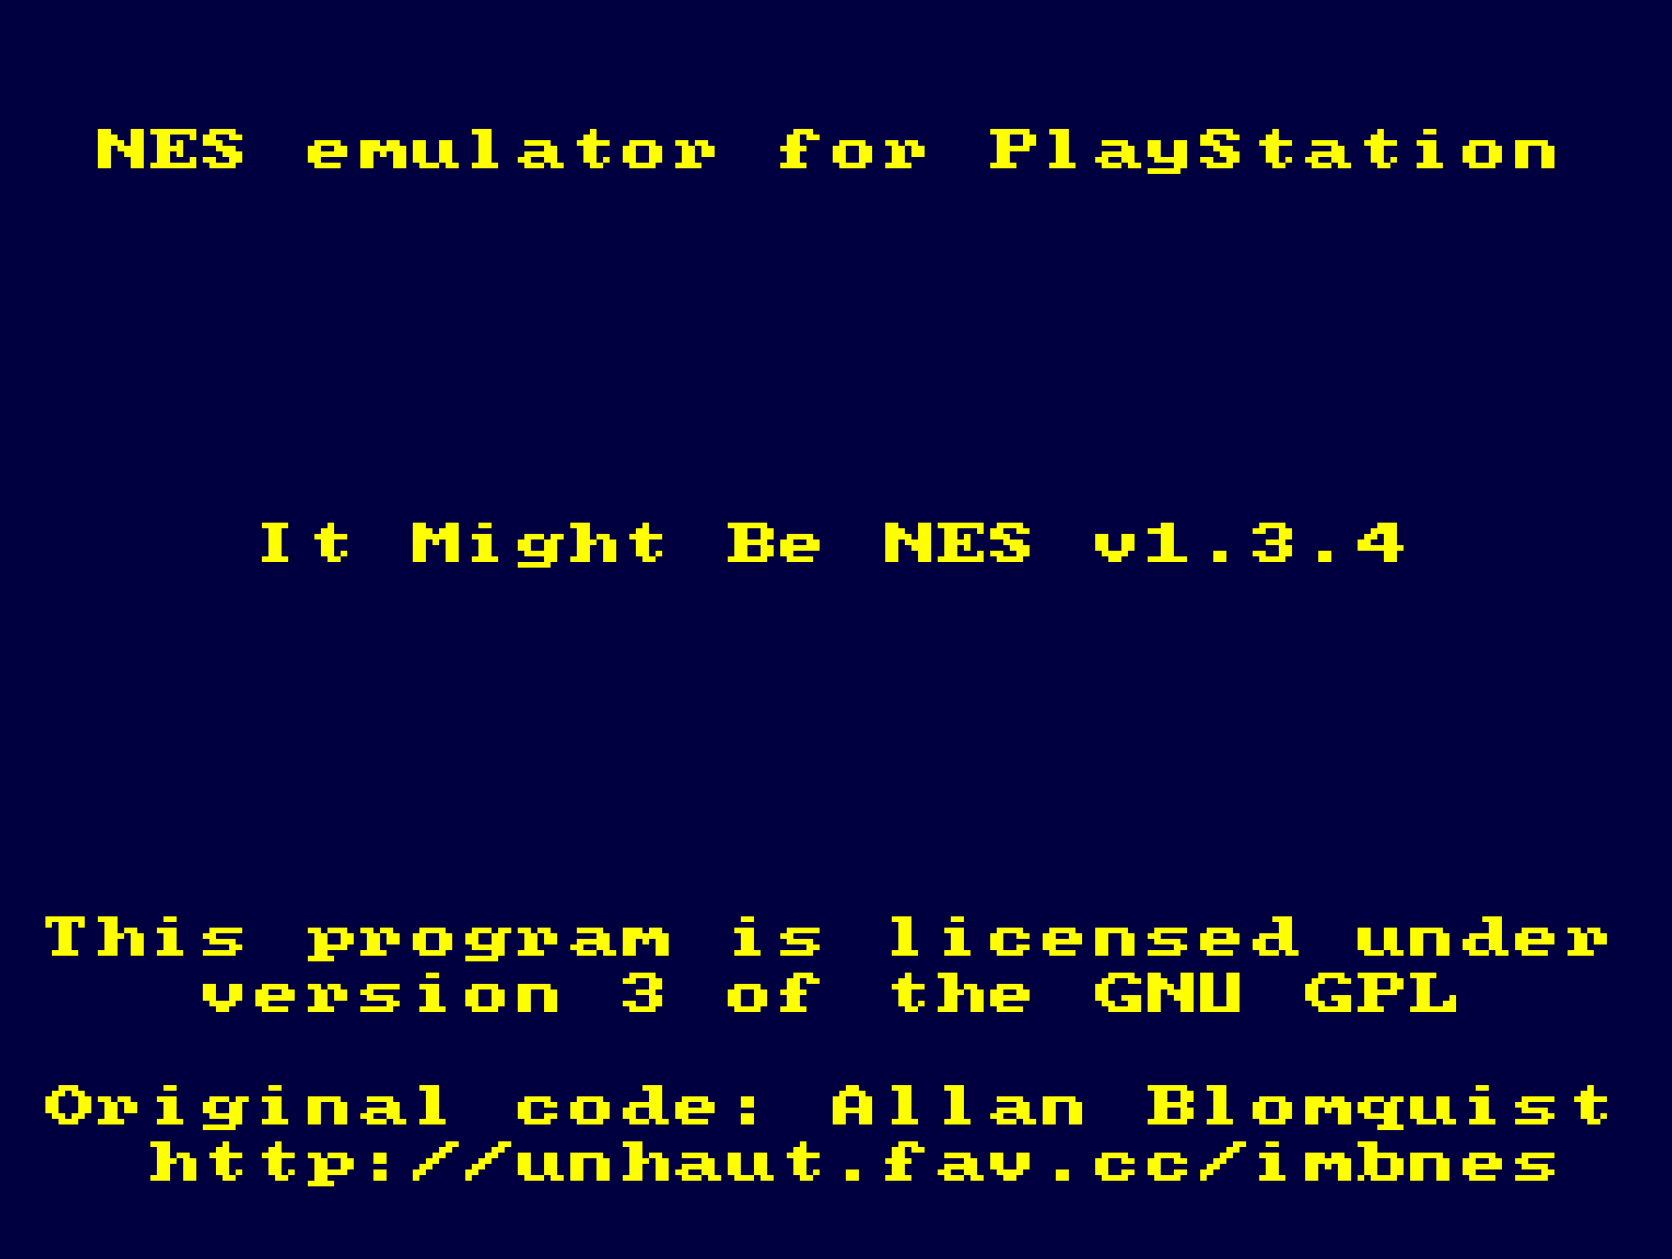 NES emulator for PlayStation
It Might Be NES v1.3.4
This program is licensed under
version 3 of the GNU GPL
Original code: Allan Blomquist
http://unhaut.fav.cc/imbnes